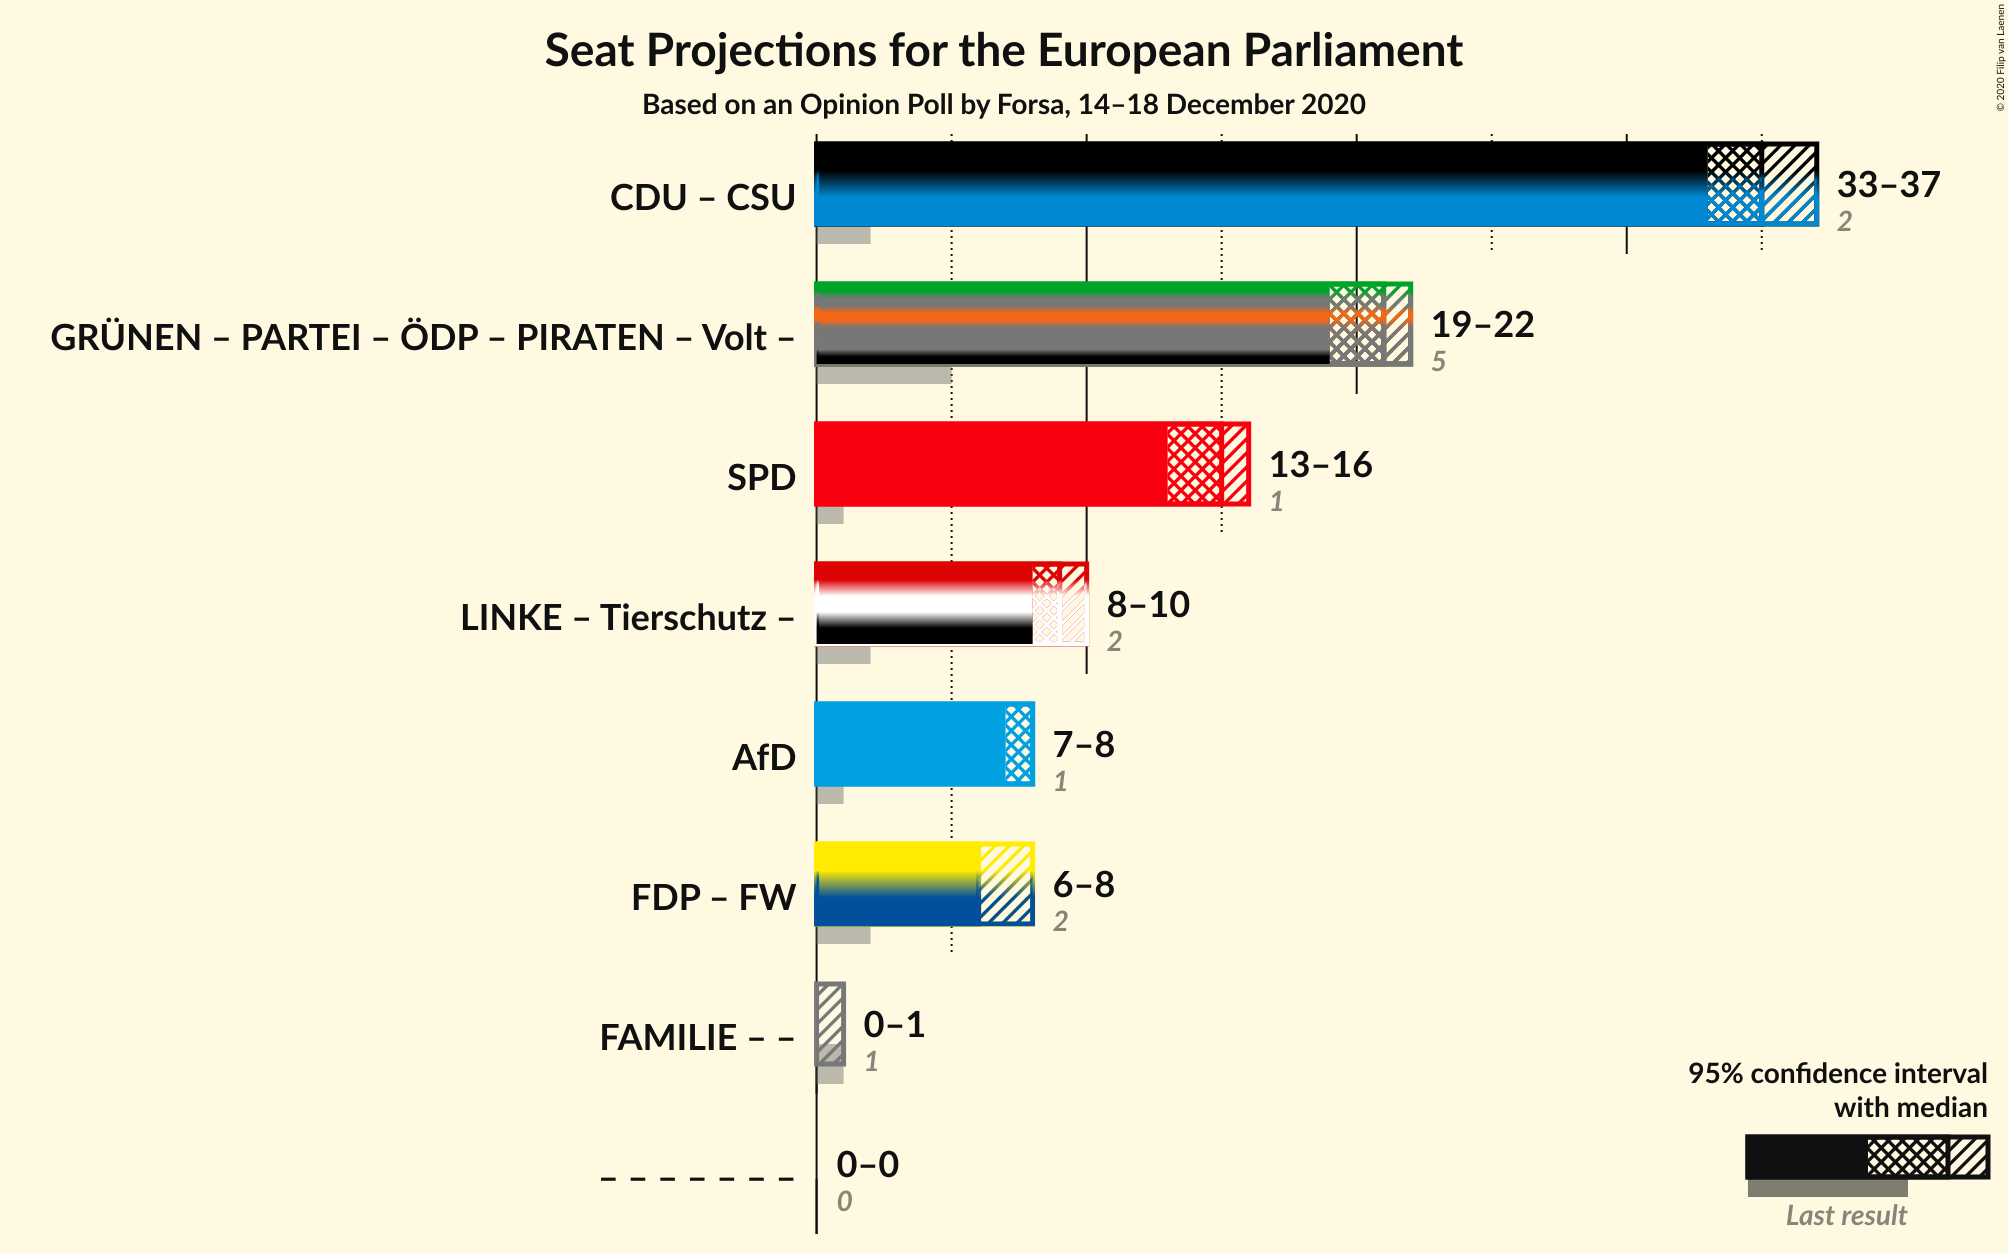 Seat Projections for the European Parliament
Based on an Opinion Poll by Forsa, 14–18 December 2020
© 2020 Filip van Laenen
CDU – CSU
33–37
2
GRÜNEN – PARTEI – ÖDP – PIRATEN – Volt –
19–22
5
SPD
13–16
1
LINKE – Tierschutz –
8–10
2
AfD
7–8
1
FDP – FW
6–8
2
FAMILIE – –
0–1
1
– – – – – – –
0–0
0
95% confidence interval
with median
Last result